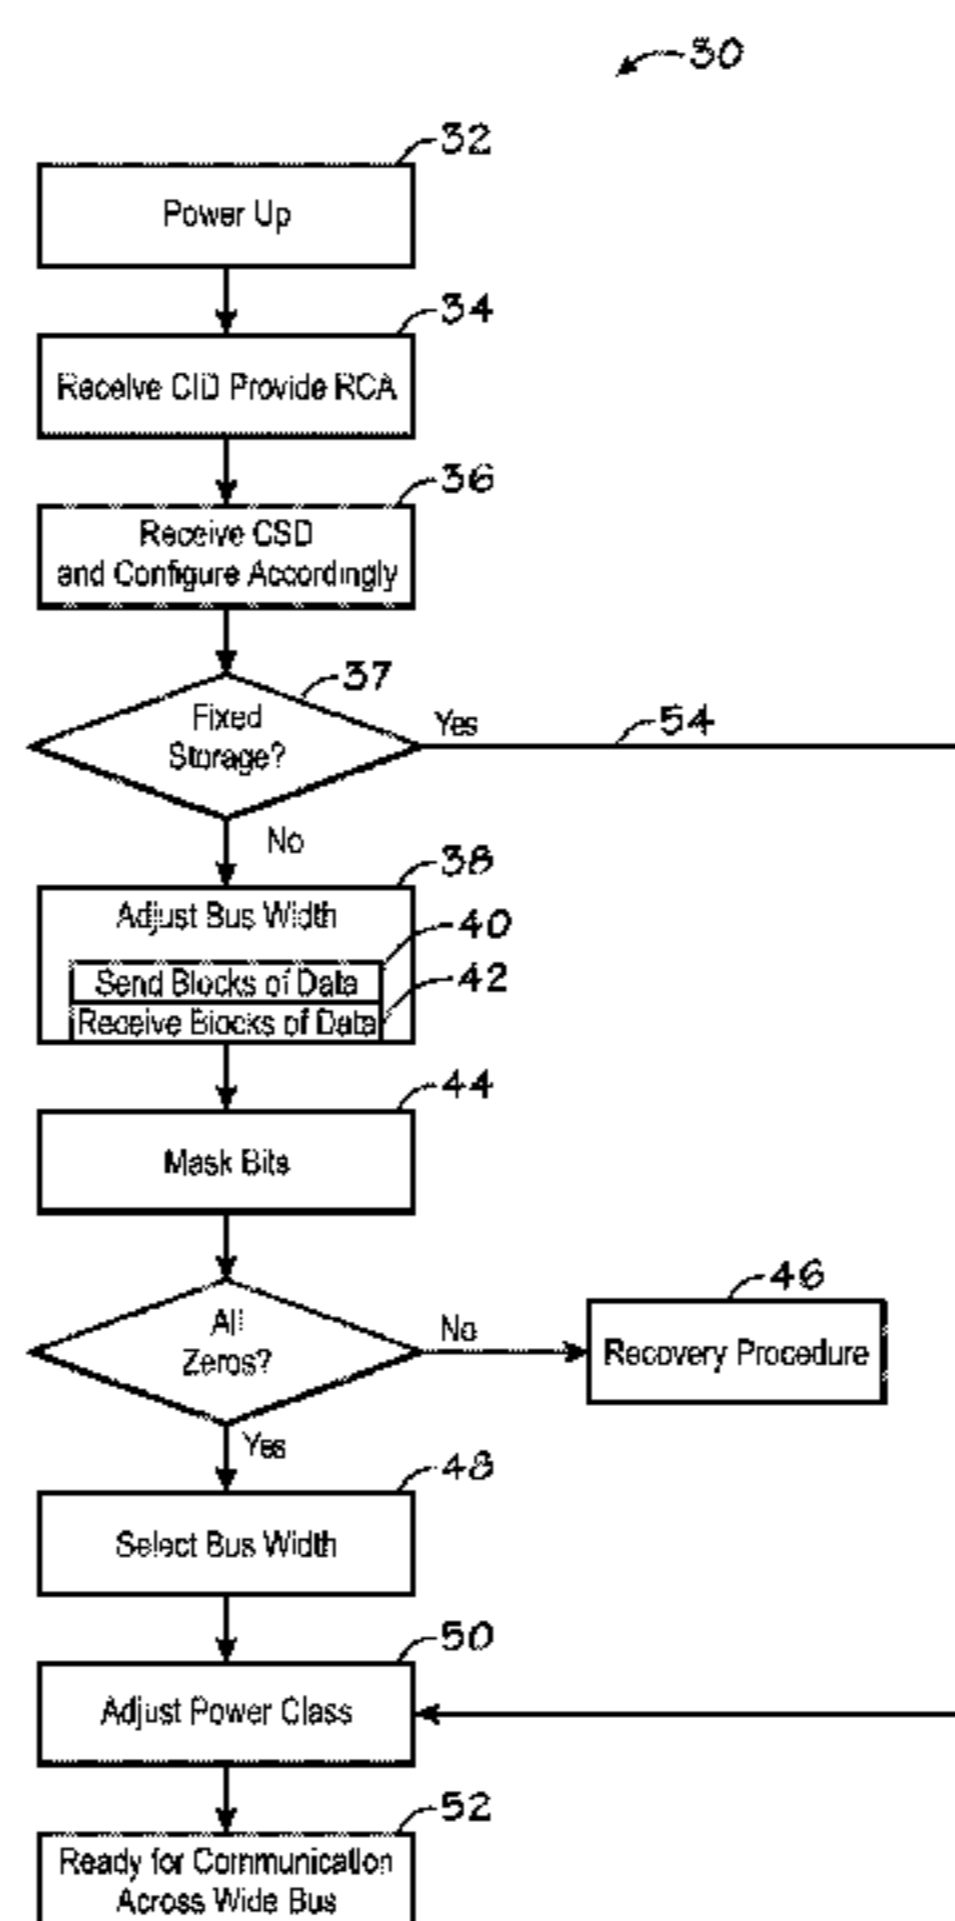 30
32
Power Up
34
Receive CID Provide RCA
36
Receive CSD
and Configure Accordingly
37
Fixed
Storage?
Yes
54
No
38
Adjust Bus Width
40
Send Blocks of Data
42
Receive Blocks of Data
44
Mask Bits
All
Zeros?
No
46
Recovery Procedure
Yes
48
Select Bus Width
50
Adjust Power Class
52
Ready for Communication
Across Wide Bus